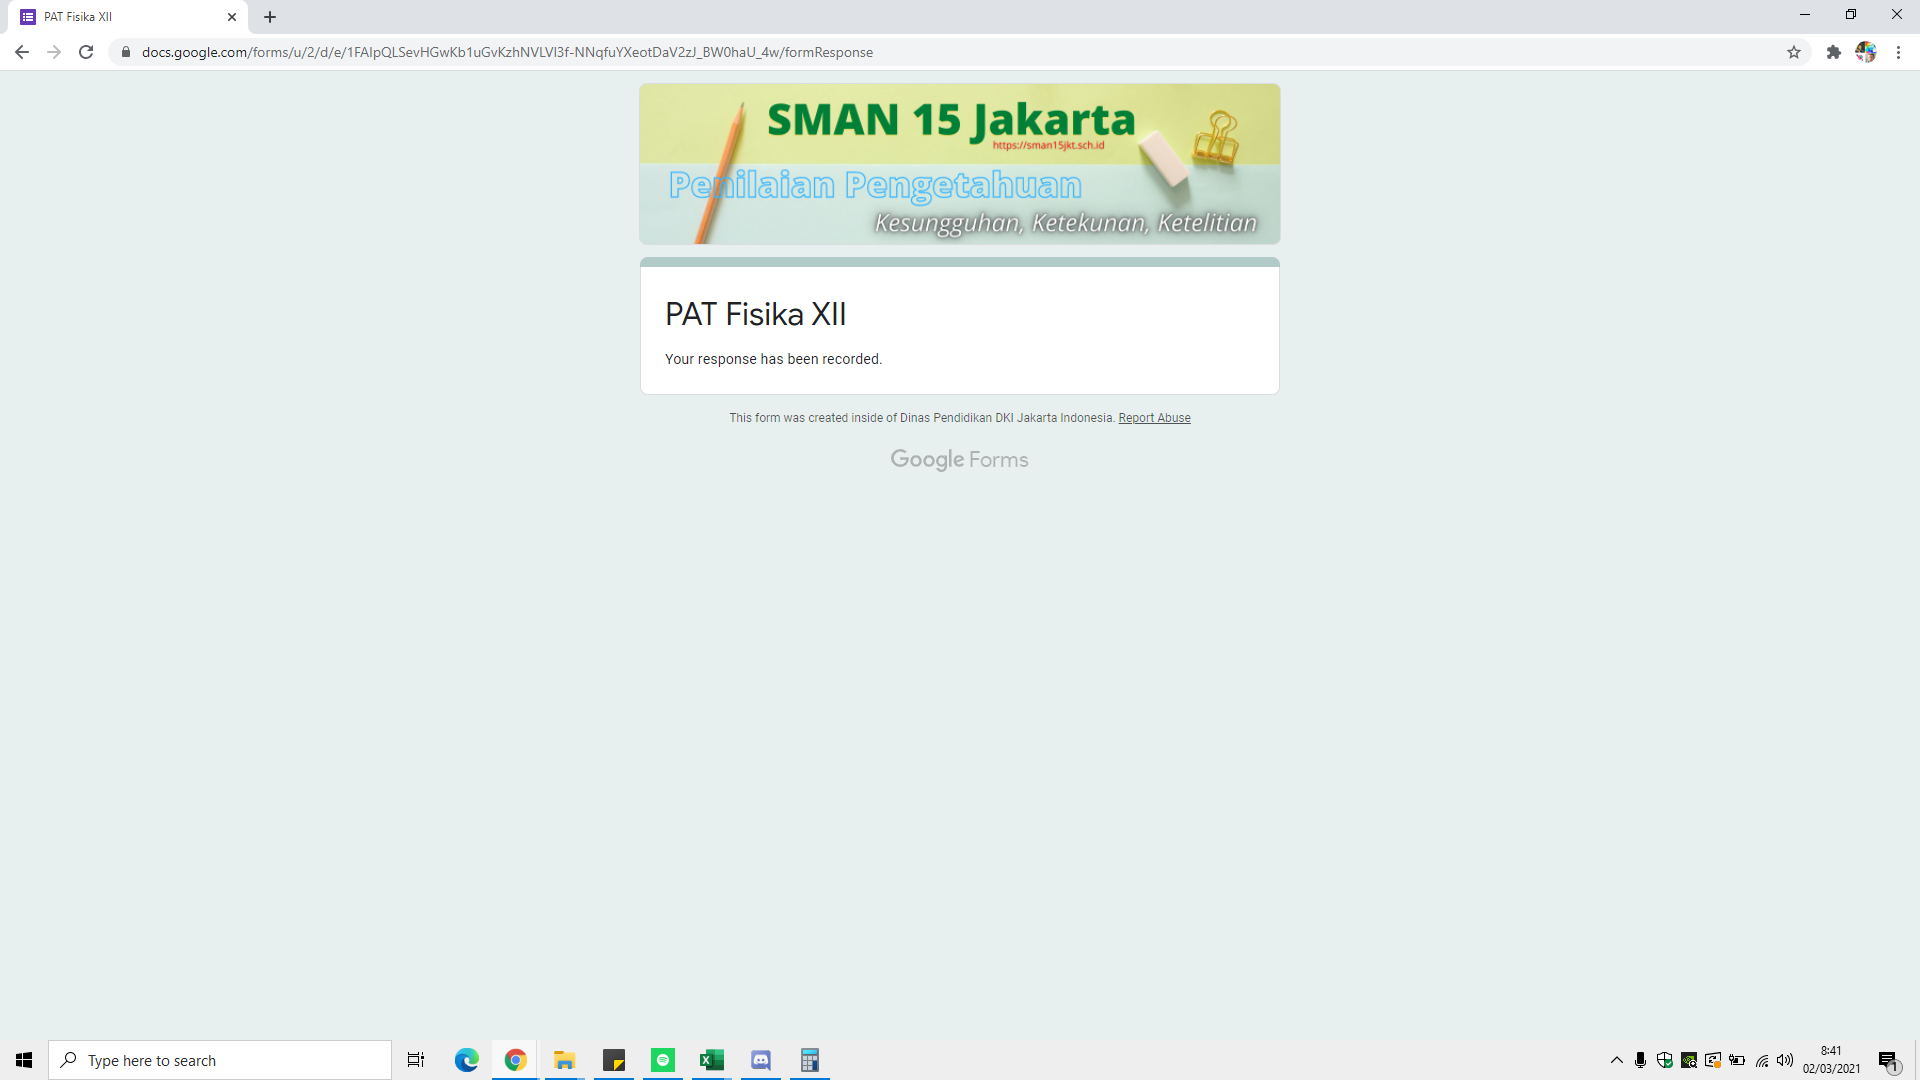 PAT Fisika XII
docs.google.com/forms/u/2/d/e/1FAIpQLSevHGwKb1uGvKzhNVLVI3f-NNqfuYXeotDaV2zJ_BW0haU_4w/formResponse
SMAN 15 Jakarta
https://sman15jkt.sch.id
Penilaian Pengetahuan
Kesungguhan, Ketekunan, Ketelitian
PAT Fisika XII
Your response has been recorded.
This form was created inside of Dinas Pendidikan DKI Jakarta Indonesia. Report Abuse
Google Forms
Type here to search
8:41
02/03/2021
1